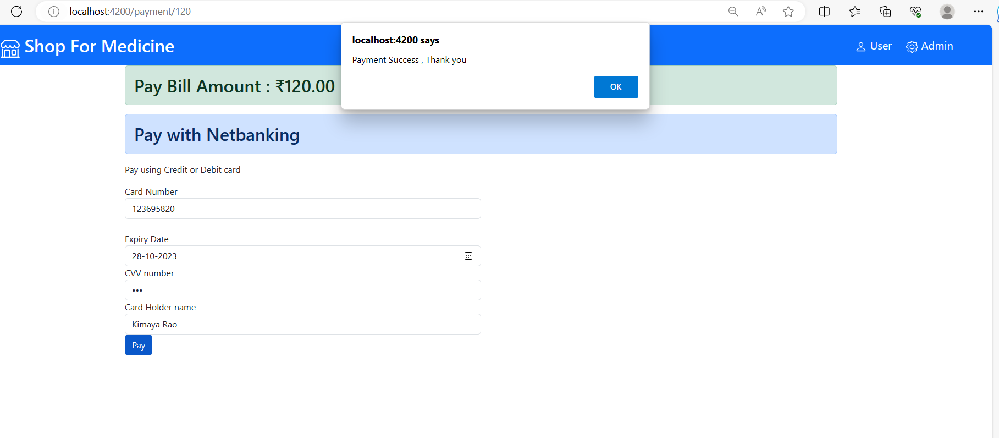 localhost:4200/payment/120
localhost:4200 says
Payment Success , Thank you
OK
Shop For Medicine
User
Admin
Pay Bill Amount : ₹120.00
Pay with Netbanking
Pay using Credit or Debit card
Card Number
123695820
Expiry Date
28-10-2023
CVV number
•••
Card Holder name
Kimaya Rao
Pay